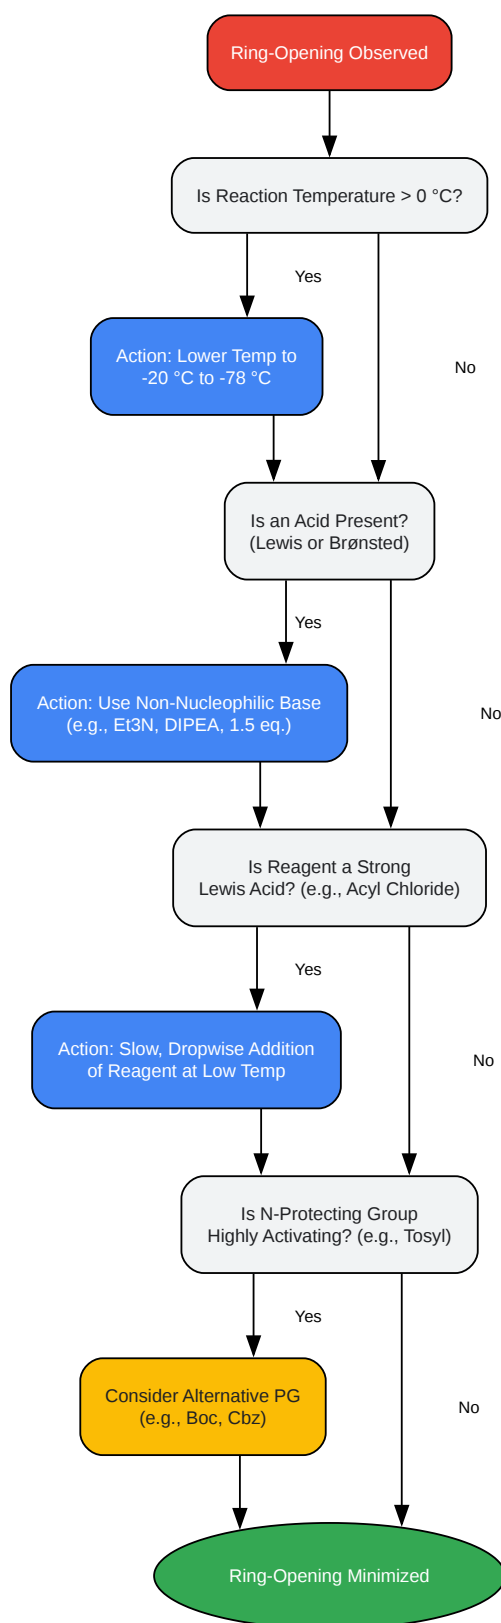 Ring-Opening Observed
Is Reaction Temperature > 0 °C?
Yes
Action: Lower Temp to
-20 °C to -78 °C
No
Is an Acid Present?
(Lewis or Brønsted)
Yes
Action: Use Non-Nucleophilic Base
(e.g., Et3N, DIPEA, 1.5 eq.)
No
Is Reagent a Strong
Lewis Acid? (e.g., Acyl Chloride)
Yes
Action: Slow, Dropwise Addition
of Reagent at Low Temp
No
Is N-Protecting Group
Highly Activating? (e.g., Tosyl)
Yes
Consider Alternative PG
(e.g., Boc, Cbz)
No
Ring-Opening Minimized